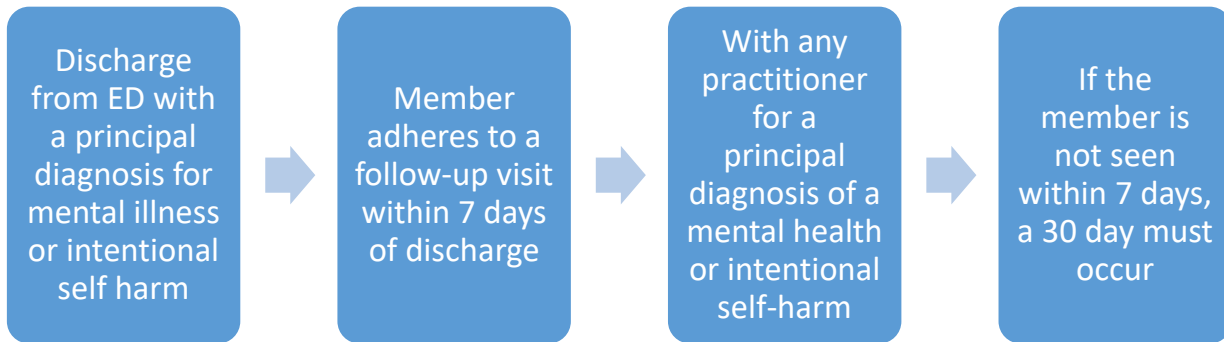 Discharge
from ED with
a principal
diagnosis for
mental illness
or intentional
self harm
Member
adheres to a
follow-up visit
within 7 days
of discharge
With any
practitioner
for a
principal
diagnosis of a
mental health
or intentional
self-harm
If the
member is
not seen
within 7 days,
a 30 day must
occur